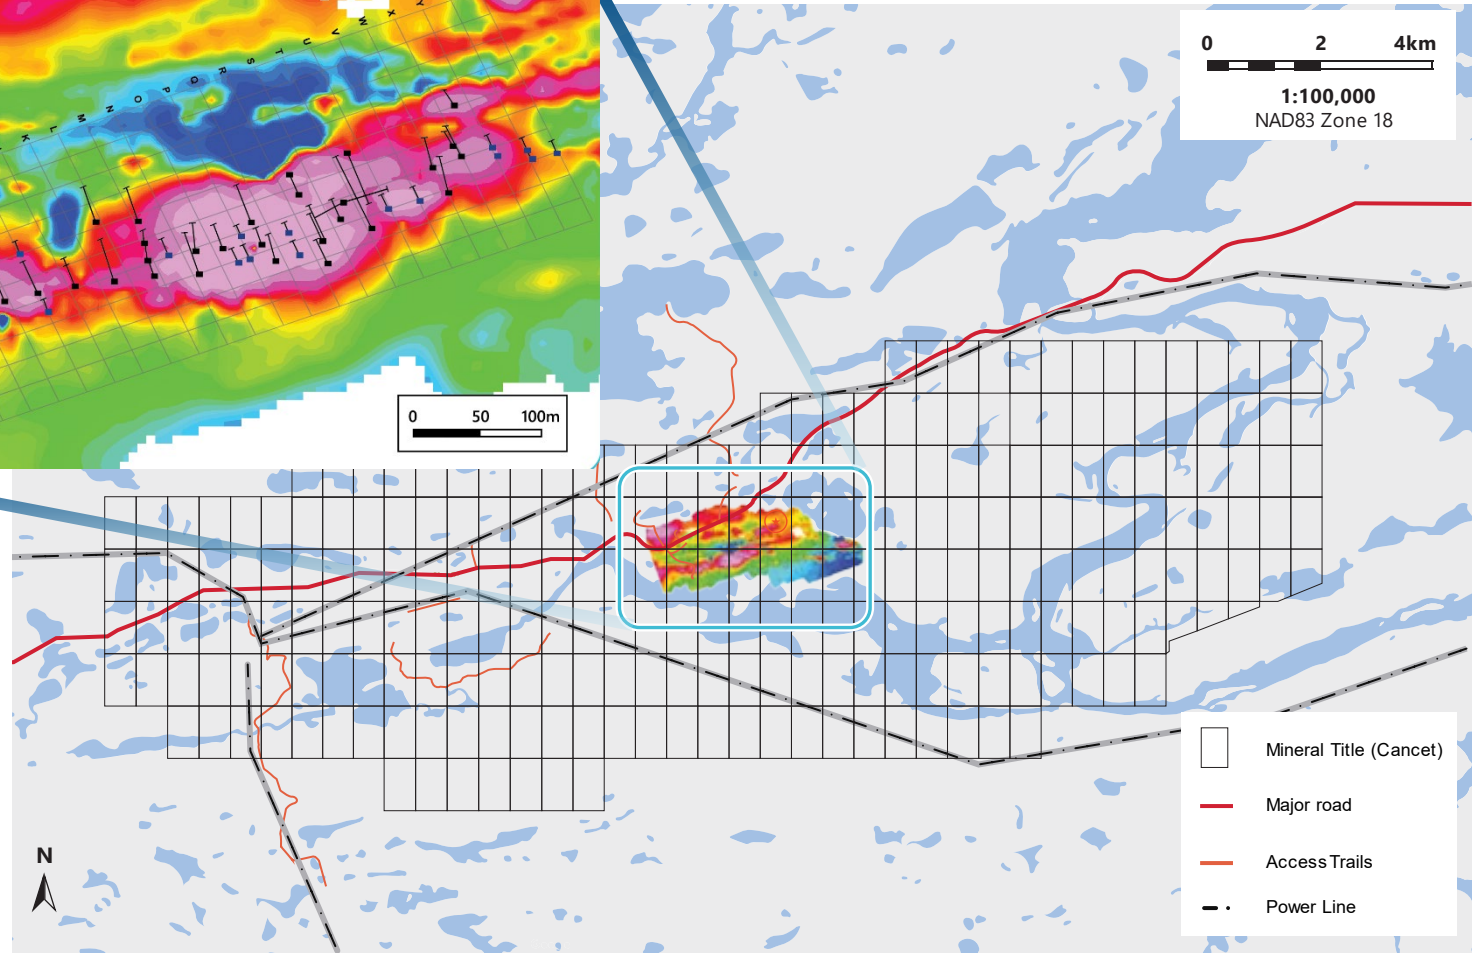 K L M N O P Q R S T U V W X Y
0 50 100m
0 2 4km
1:100,000
NAD83 Zone 18
Mineral Title (Cancet)
Major road
Access Trails
Power Line
N